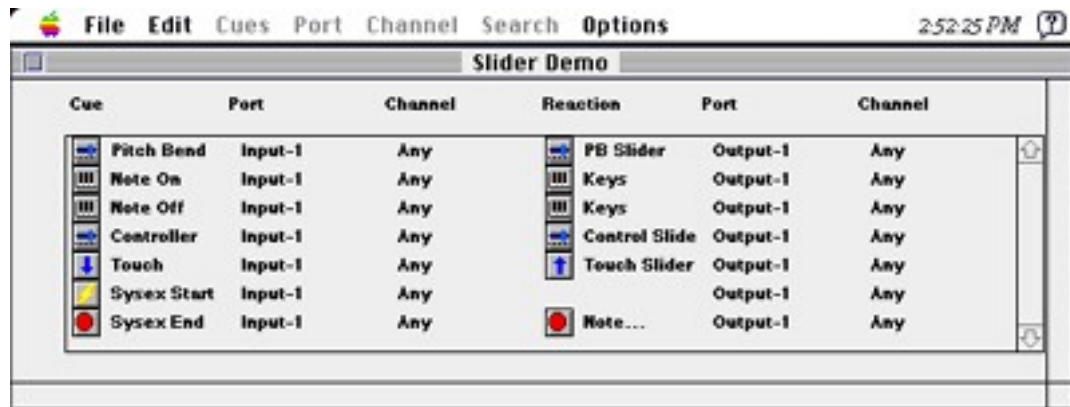 File Edit Cues Port Channel Search Options 2:52:25 PM ?
Slider Demo
Cue Port Channel Reaction Port Channel
Pitch Bend Input-1 Any PB Slider Output-1 Any
Note On Input-1 Any Keys Output-1 Any
Note Off Input-1 Any Keys Output-1 Any
Controller Input-1 Any Control Slide Output-1 Any
Touch Input-1 Any Touch Slider Output-1 Any
Sysex Start Input-1 Any Output-1 Any
Sysex End Input-1 Any Note... Output-1 Any